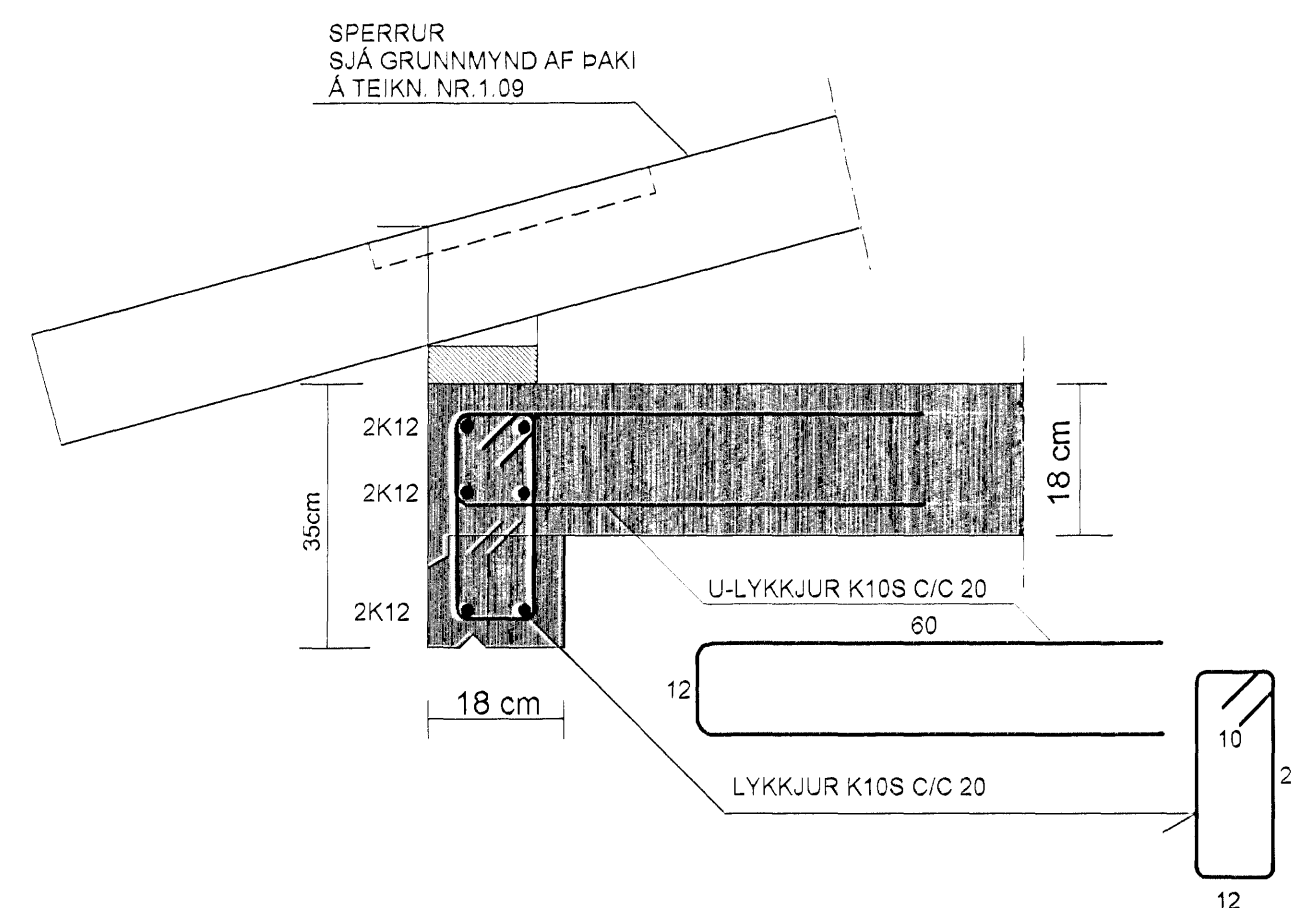 SPERRUR
SJÁ GRUNNMYND AF ÞAKI
Á TEIKN. NR.1.09
2K12
2K12
35cm
18 cm
2K12
U-LYKKJUR K10S C/C 20
60
12
18 cm
10
2
LYKKJUR K10S C/C 20
12